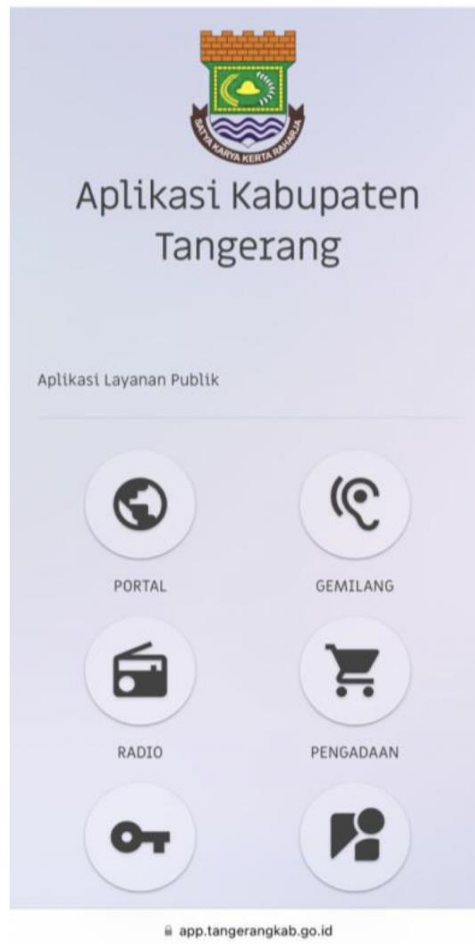 SATYA KARYA KERTA RAHARJA
Aplikasi Kabupaten
Tangerang
Aplikasi Layanan Publik
PORTAL
GEMILANG
RADIO
PENGADAAN
app.tangerangkab.go.id